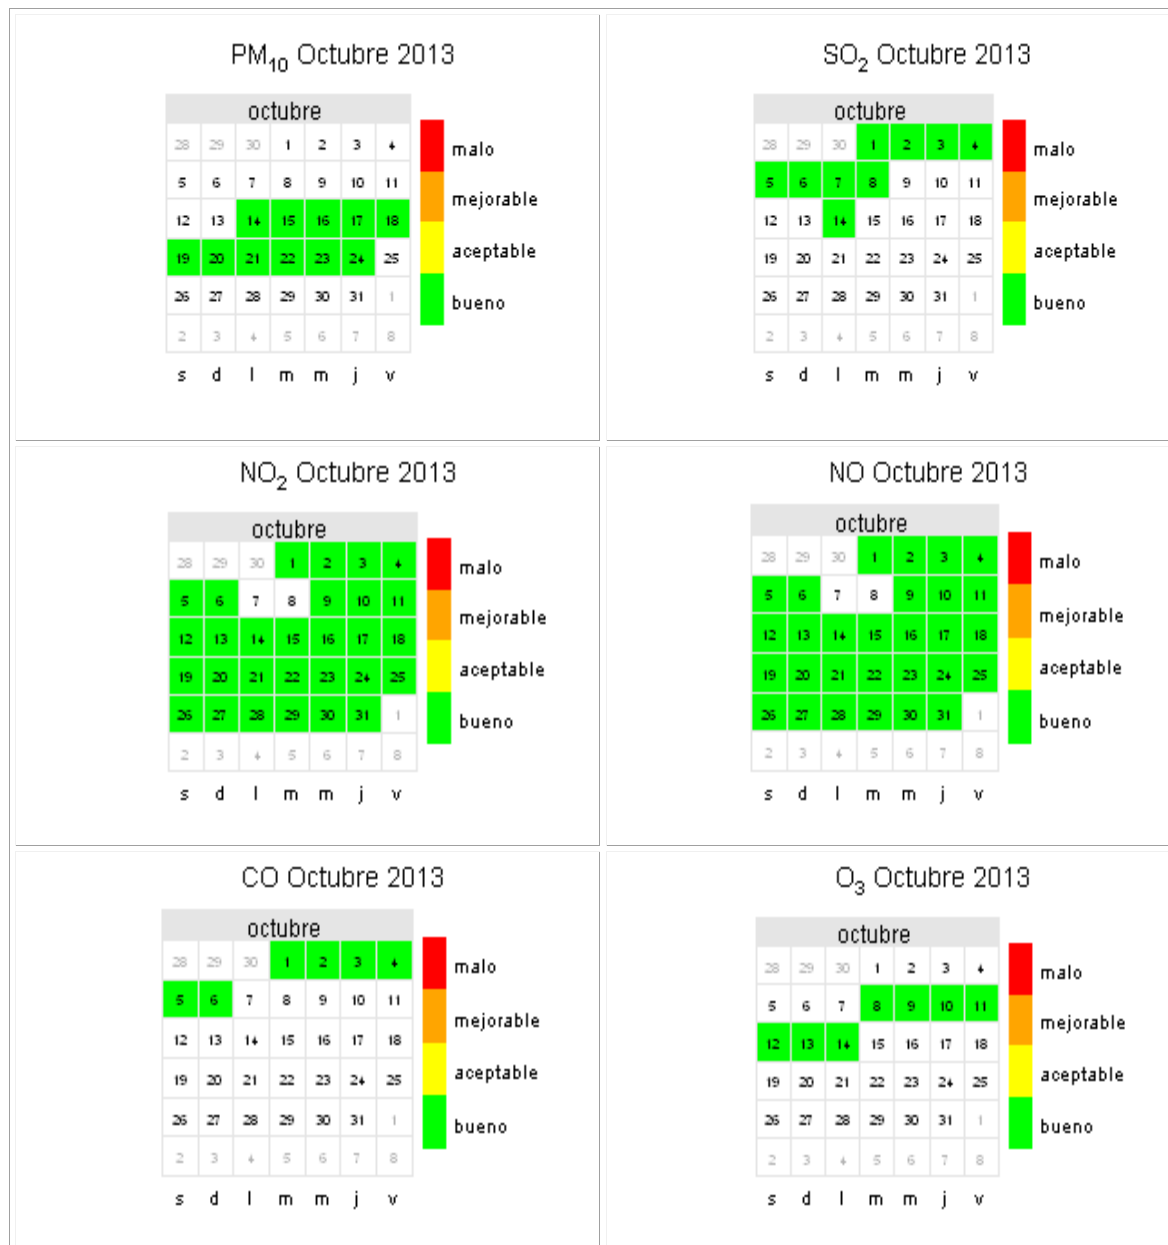 PM10 Octubre 2013
octubre
28 29 30 1 2 3 4
5 6 7 8 9 10 11
12 13 14 15 16 17 18
19 20 21 22 23 24 25
26 27 28 29 30 31 1
2 3 4 5 6 7 8
s d l m m j v
malo
mejorable
aceptable
bueno
SO2 Octubre 2013
octubre
28 29 30 1 2 3 4
5 6 7 8 9 10 11
12 13 14 15 16 17 18
19 20 21 22 23 24 25
26 27 28 29 30 31 1
2 3 4 5 6 7 8
s d l m m j v
malo
mejorable
aceptable
bueno
NO2 Octubre 2013
octubre
28 29 30 1 2 3 4
5 6 7 8 9 10 11
12 13 14 15 16 17 18
19 20 21 22 23 24 25
26 27 28 29 30 31 1
2 3 4 5 6 7 8
s d l m m j v
malo
mejorable
aceptable
bueno
NO Octubre 2013
octubre
28 29 30 1 2 3 4
5 6 7 8 9 10 11
12 13 14 15 16 17 18
19 20 21 22 23 24 25
26 27 28 29 30 31 1
2 3 4 5 6 7 8
s d l m m j v
malo
mejorable
aceptable
bueno
CO Octubre 2013
octubre
28 29 30 1 2 3 4
5 6 7 8 9 10 11
12 13 14 15 16 17 18
19 20 21 22 23 24 25
26 27 28 29 30 31 1
2 3 4 5 6 7 8
s d l m m j v
malo
mejorable
aceptable
bueno
O3 Octubre 2013
octubre
28 29 30 1 2 3 4
5 6 7 8 9 10 11
12 13 14 15 16 17 18
19 20 21 22 23 24 25
26 27 28 29 30 31 1
2 3 4 5 6 7 8
s d l m m j v
malo
mejorable
aceptable
bueno